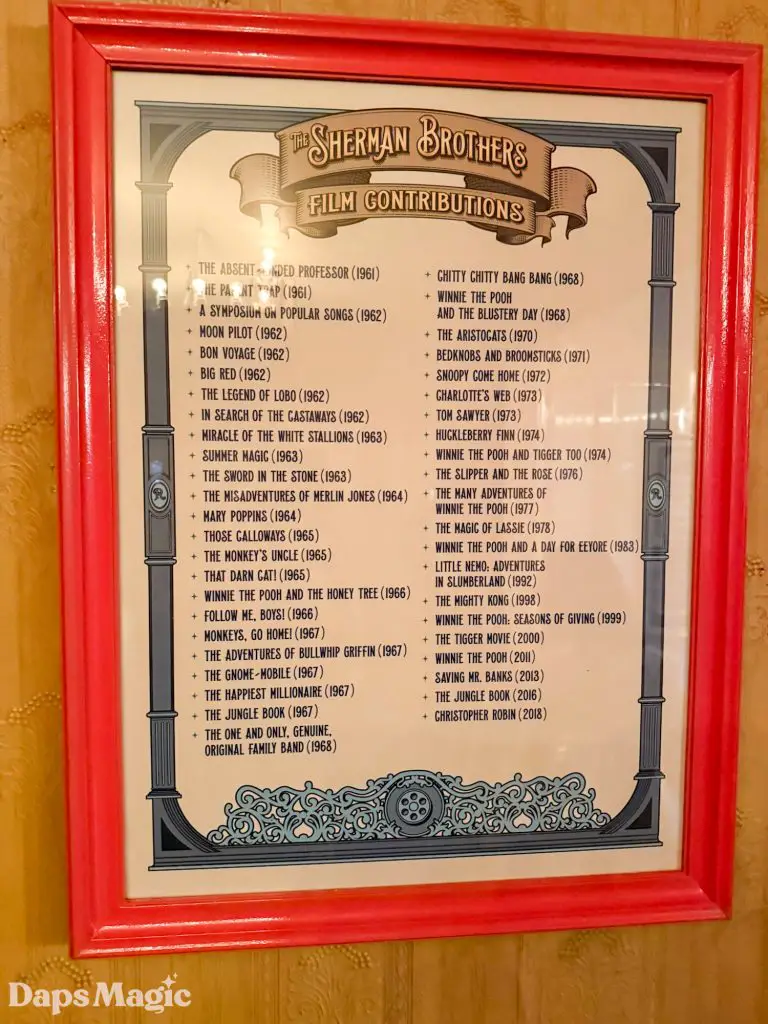 THE SHERMAN BROTHERS
FILM CONTRIBUTIONS
+ THE ABSENT- PROFESSOR (1961)
THE PARENT TRAP (1961)
+ A SYMPOSIUM ON POPULAR SONGS (1962)
+ MOON PILOT (1962)
+ BON VOYAGE (1962)
+ BIG RED (1962)
+ THE LEGEND OF LOBO (1962)
+ IN SEARCH OF THE CASTAWAYS (1962)
+ MIRACLE OF THE WHITE STALLIONS (1963)
+ SUMMER MAGIC (1963)
+ THE SWORD IN THE STONE (1963)
+ THE MISADVENTURES OF MERLIN JONES (1964)
+ MARY POPPINS (1964)
+ THOSE CALLOWAYS (1965)
+ THE MONKEY'S UNCLE (1965)
+ THAT DARN CAT! (1965)
+ WINNIE THE POOH AND THE HONEY TREE (1966)
+ FOLLOW ME, BOYS! (1966)
+ MONKEYS, GO HOME! (1967)
+ THE ADVENTURES OF BULLWHIP GRIFFIN (1967)
+ THE GNOME-MOBILE (1967)
+ THE HAPPIEST MILLIONAIRE (1967)
+ THE JUNGLE BOOK (1967)
+ THE ONE AND ONLY, GENUINE,
ORIGINAL FAMILY BAND (1968)
+ CHITTY CHITTY BANG BANG (1968)
+ WINNIE THE POOH
AND THE BLUSTERY DAY (1968)
+ THE ARISTOCATS (1970)
+ BEDKNOBS AND BROOMSTICKS (1971)
+ SNOOPY COME HOME (1972)
+ CHARLOTTE'S WEB (1973)
+ TOM SAWYER (1973)
+ HUCKLEBERRY FINN (1974)
+ WINNIE THE POOH AND TIGGER TOO (1974)
+ THE SLIPPER AND THE ROSE (1976)
+ THE MANY ADVENTURES OF
WINNIE THE POOH (1977)
+ THE MAGIC OF LASSIE (1978)
+ WINNIE THE POOH AND A DAY FOR EEYORE (1983)
+ LITTLE NEMO: ADVENTURES
IN SLUMBERLAND (1992)
+ THE MIGHTY KONG (1998)
+ WINNIE THE POOH: SEASONS OF GIVING (1999)
+ THE TIGGER MOVIE (2000)
+ WINNIE THE POOH (2011)
+ SAVING MR. BANKS (2013)
+ THE JUNGLE BOOK (2016)
+ CHRISTOPHER ROBIN (2018)
R
R
DapsMagic